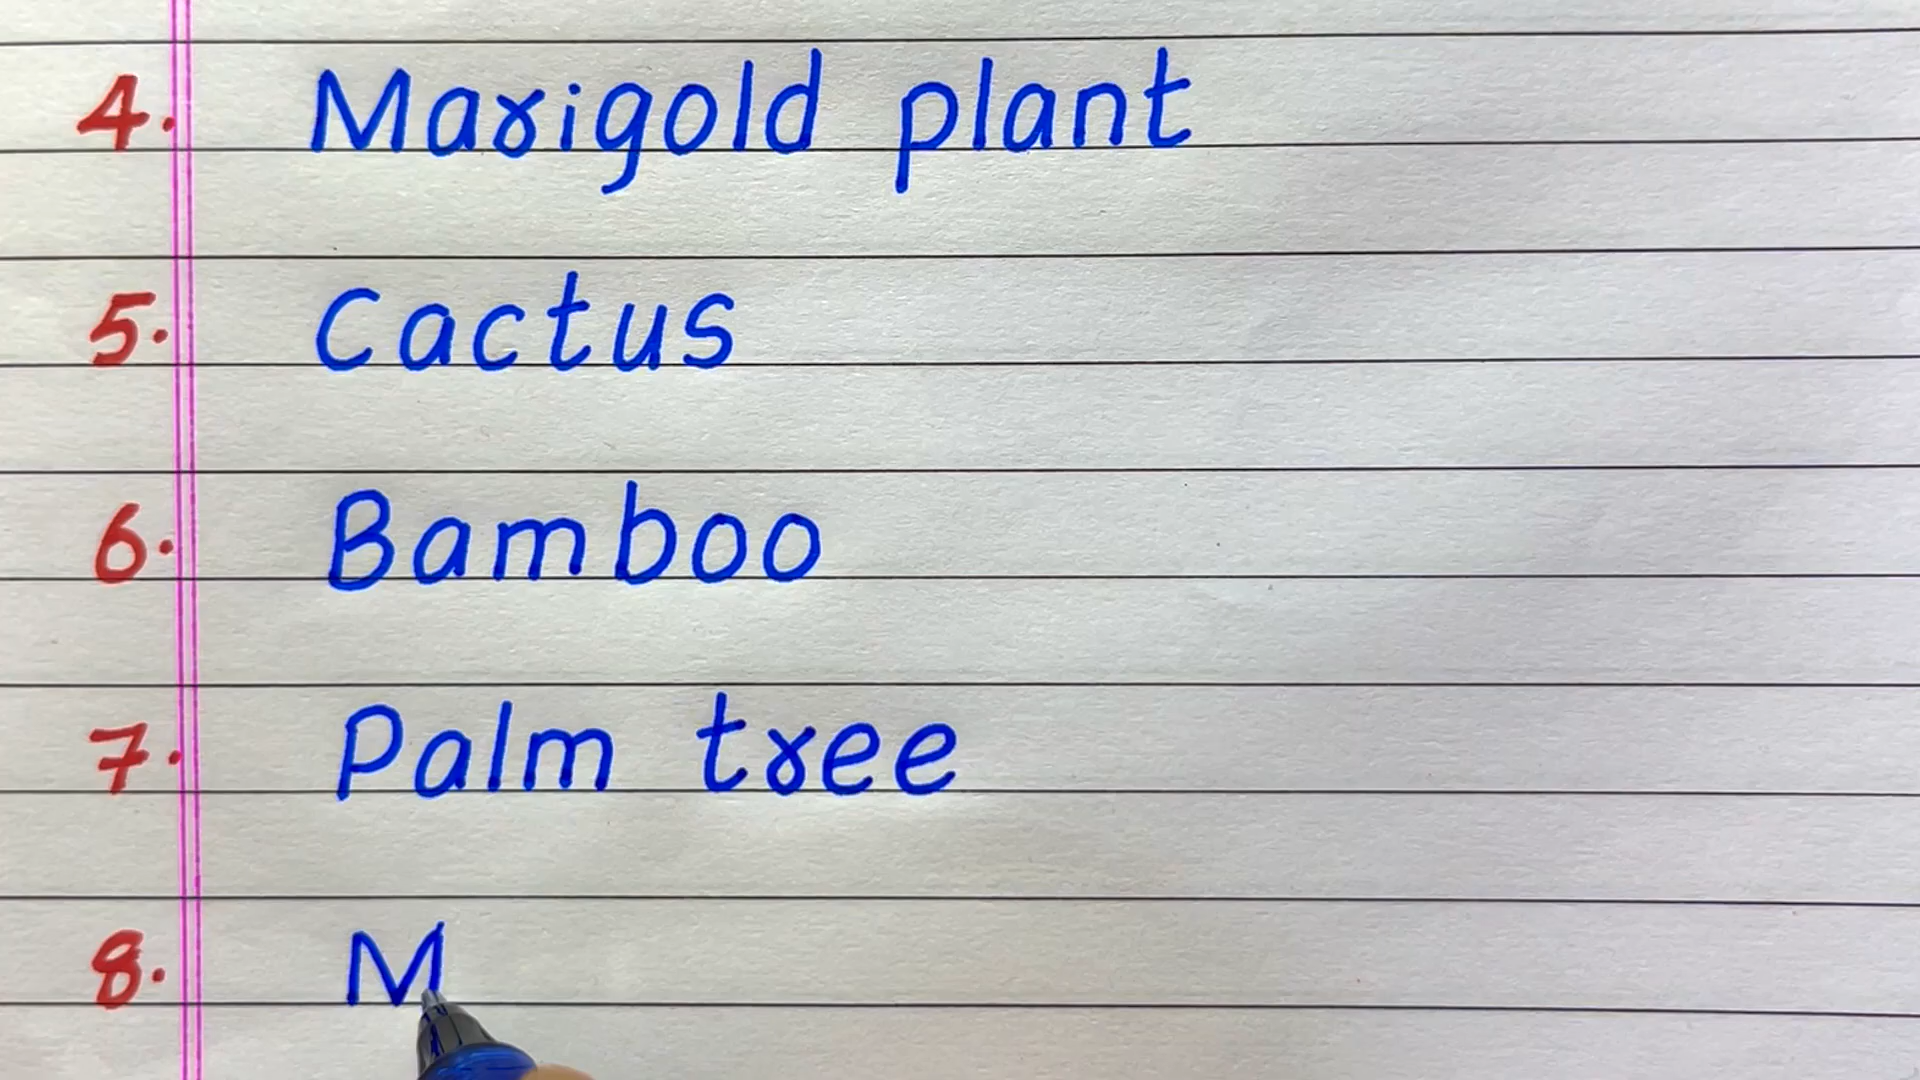 4. Marigold plant
5. Cactus
6. Bamboo
7. Palm tree
8. M